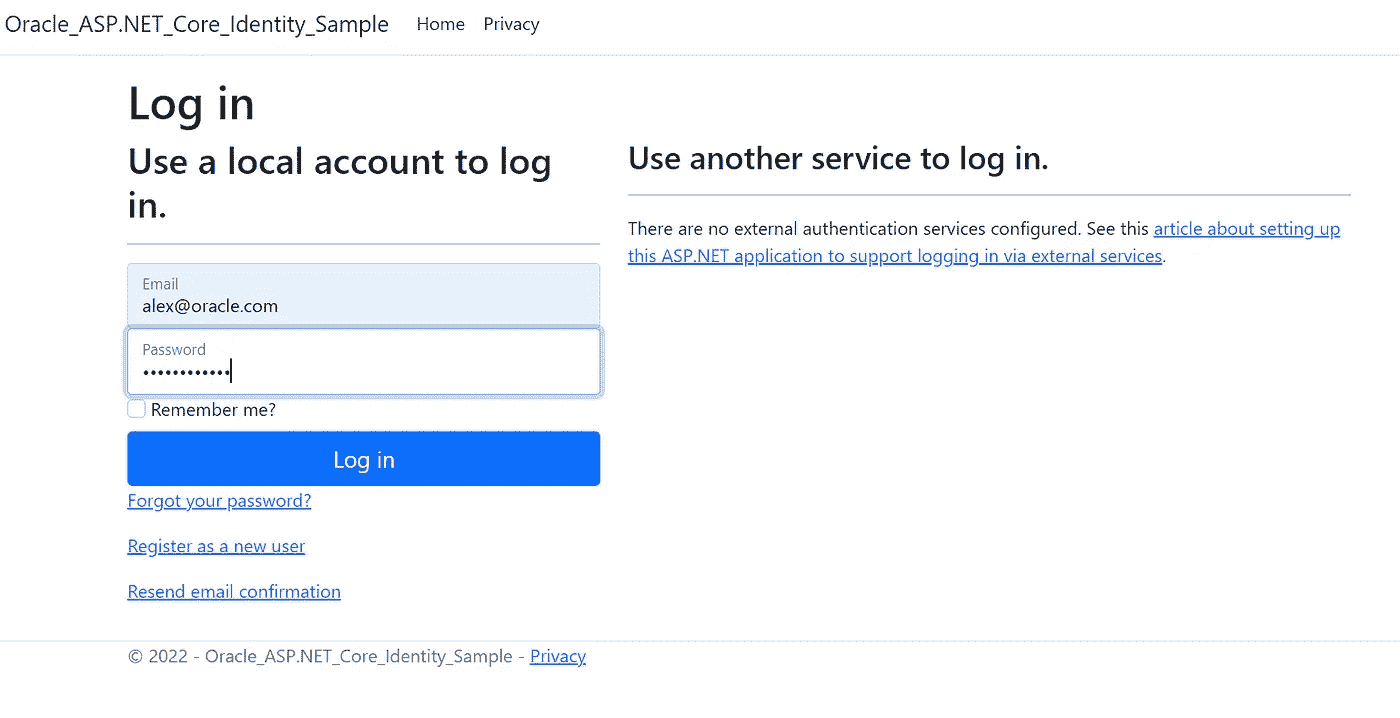 Oracle_ASP.NET_Core_Identity_Sample Home Privacy
Log in
Use a local account to log
in.
Email
alex@oracle.com
Password
••••••••••••
Remember me?
Log in
Forgot your password?
Register as a new user
Resend email confirmation
Use another service to log in.
There are no external authentication services configured. See this article about setting up
this ASP.NET application to support logging in via external services.
© 2022 - Oracle_ASP.NET_Core_Identity_Sample - Privacy